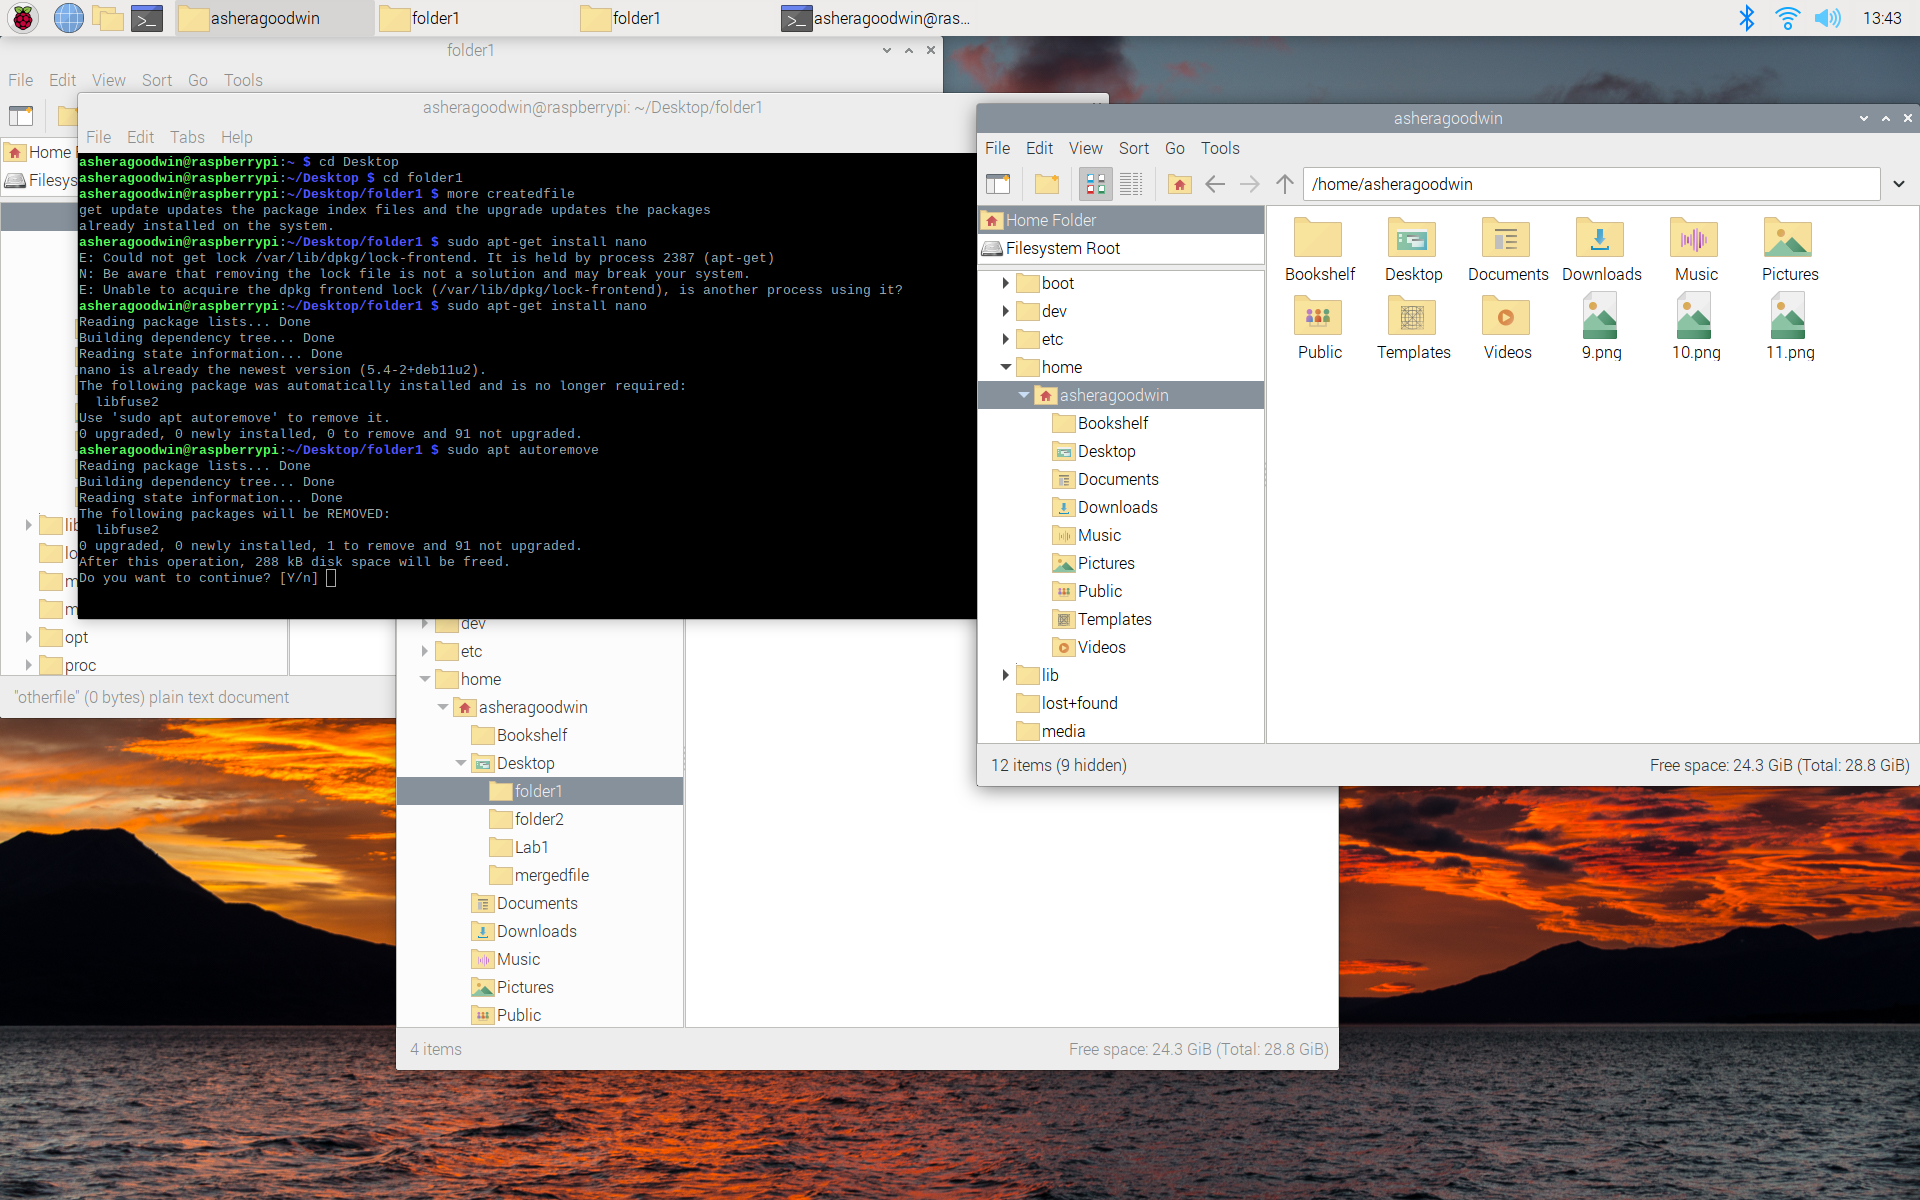 asheragoodwin
folder1
folder1
asheragoodwin@ras...
13:43
folder1
File Edit View Sort Go Tools
Home
Filesys
opt
proc
"otherfile" (0 bytes) plain text document
asheragoodwin@raspberrypi: ~/Desktop/folder1
File Edit Tabs Help
asheragoodwin@raspberrypi:~ $ cd Desktop
asheragoodwin@raspberrypi:~/Desktop $ cd folder1
asheragoodwin@raspberrypi:~/Desktop/folder1 $ more createdfile
get update updates the package index files and the upgrade updates the packages
already installed on the system.
asheragoodwin@raspberrypi:~/Desktop/folder1 $ sudo apt-get install nano
E: Could not get lock /var/lib/dpkg/lock-frontend. It is held by process 2387 (apt-get)
N: Be aware that removing the lock file is not a solution and may break your system.
E: Unable to acquire the dpkg frontend lock (/var/lib/dpkg/lock-frontend), is another process using it?
asheragoodwin@raspberrypi:~/Desktop/folder1 $ sudo apt-get install nano
Reading package lists... Done
Building dependency tree... Done
Reading state information... Done
nano is already the newest version (5.4-2+deb11u2).
The following package was automatically installed and is no longer required:
libfuse2
Use 'sudo apt autoremove' to remove it.
0 upgraded, 0 newly installed, 0 to remove and 91 not upgraded.
asheragoodwin@raspberrypi:~/Desktop/folder1 $ sudo apt autoremove
Reading package lists... Done
Building dependency tree... Done
Reading state information... Done
The following packages will be REMOVED:
libfuse2
0 upgraded, 0 newly installed, 1 to remove and 91 not upgraded.
After this operation, 288 kB disk space will be freed.
Do you want to continue? [Y/n]
dev
etc
home
asheragoodwin
Bookshelf
Desktop
folder1
folder2
Lab1
mergedfile
Documents
Downloads
Music
Pictures
Public
4 items
Free space: 24.3 GiB (Total: 28.8 GiB)
asheragoodwin
File Edit View Sort Go Tools
/home/asheragoodwin
Home Folder
Filesystem Root
boot
dev
etc
home
asheragoodwin
Bookshelf
Desktop
Documents
Downloads
Music
Pictures
Public
Templates
Videos
lib
lost+found
media
Bookshelf Desktop Documents Downloads Music Pictures
Public Templates Videos 9.png 10.png 11.png
12 items (9 hidden)
Free space: 24.3 GiB (Total: 28.8 GiB)